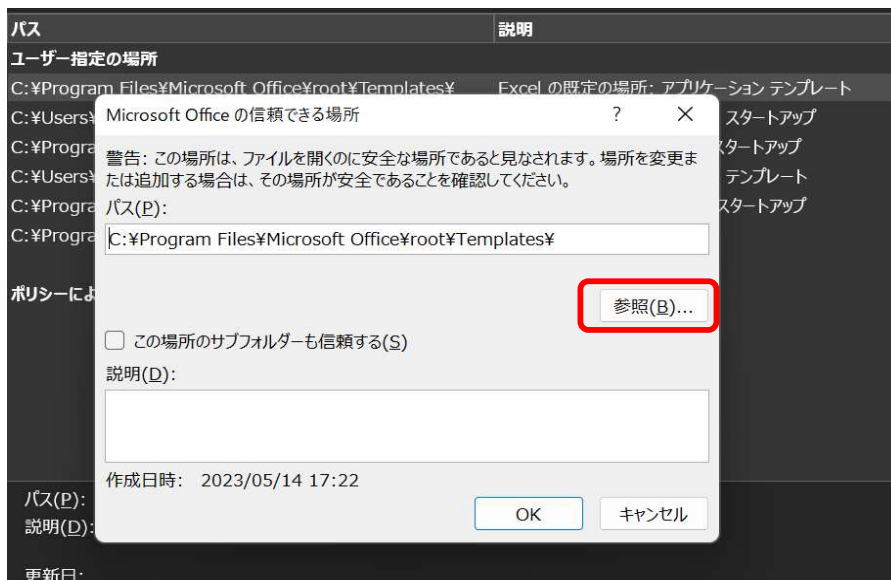 パス 説明
ユーザー指定の場所
C:¥Program Files¥Microsoft Office¥root¥Templates¥ Excel の既定の場所: アプリケーション テンプレート
C:¥Users¥ スタートアップ
C:¥Progra スタートアップ
C:¥Users¥ テンプレート
C:¥Progra スタートアップ
C:¥Progra
ポリシーによ
Microsoft Office の信頼できる場所 ? ×
警告: この場所は、ファイルを開くのに安全な場所であると見なされます。場所を変更ま
たは追加する場合は、その場所が安全であることを確認してください。
パス(P):
C:¥Program Files¥Microsoft Office¥root¥Templates¥
参照(B)...
この場所のサブフォルダーも信頼する(S)
説明(D):
作成日時: 2023/05/14 17:22
OK キャンセル
パス(P):
説明(D):
更新日: